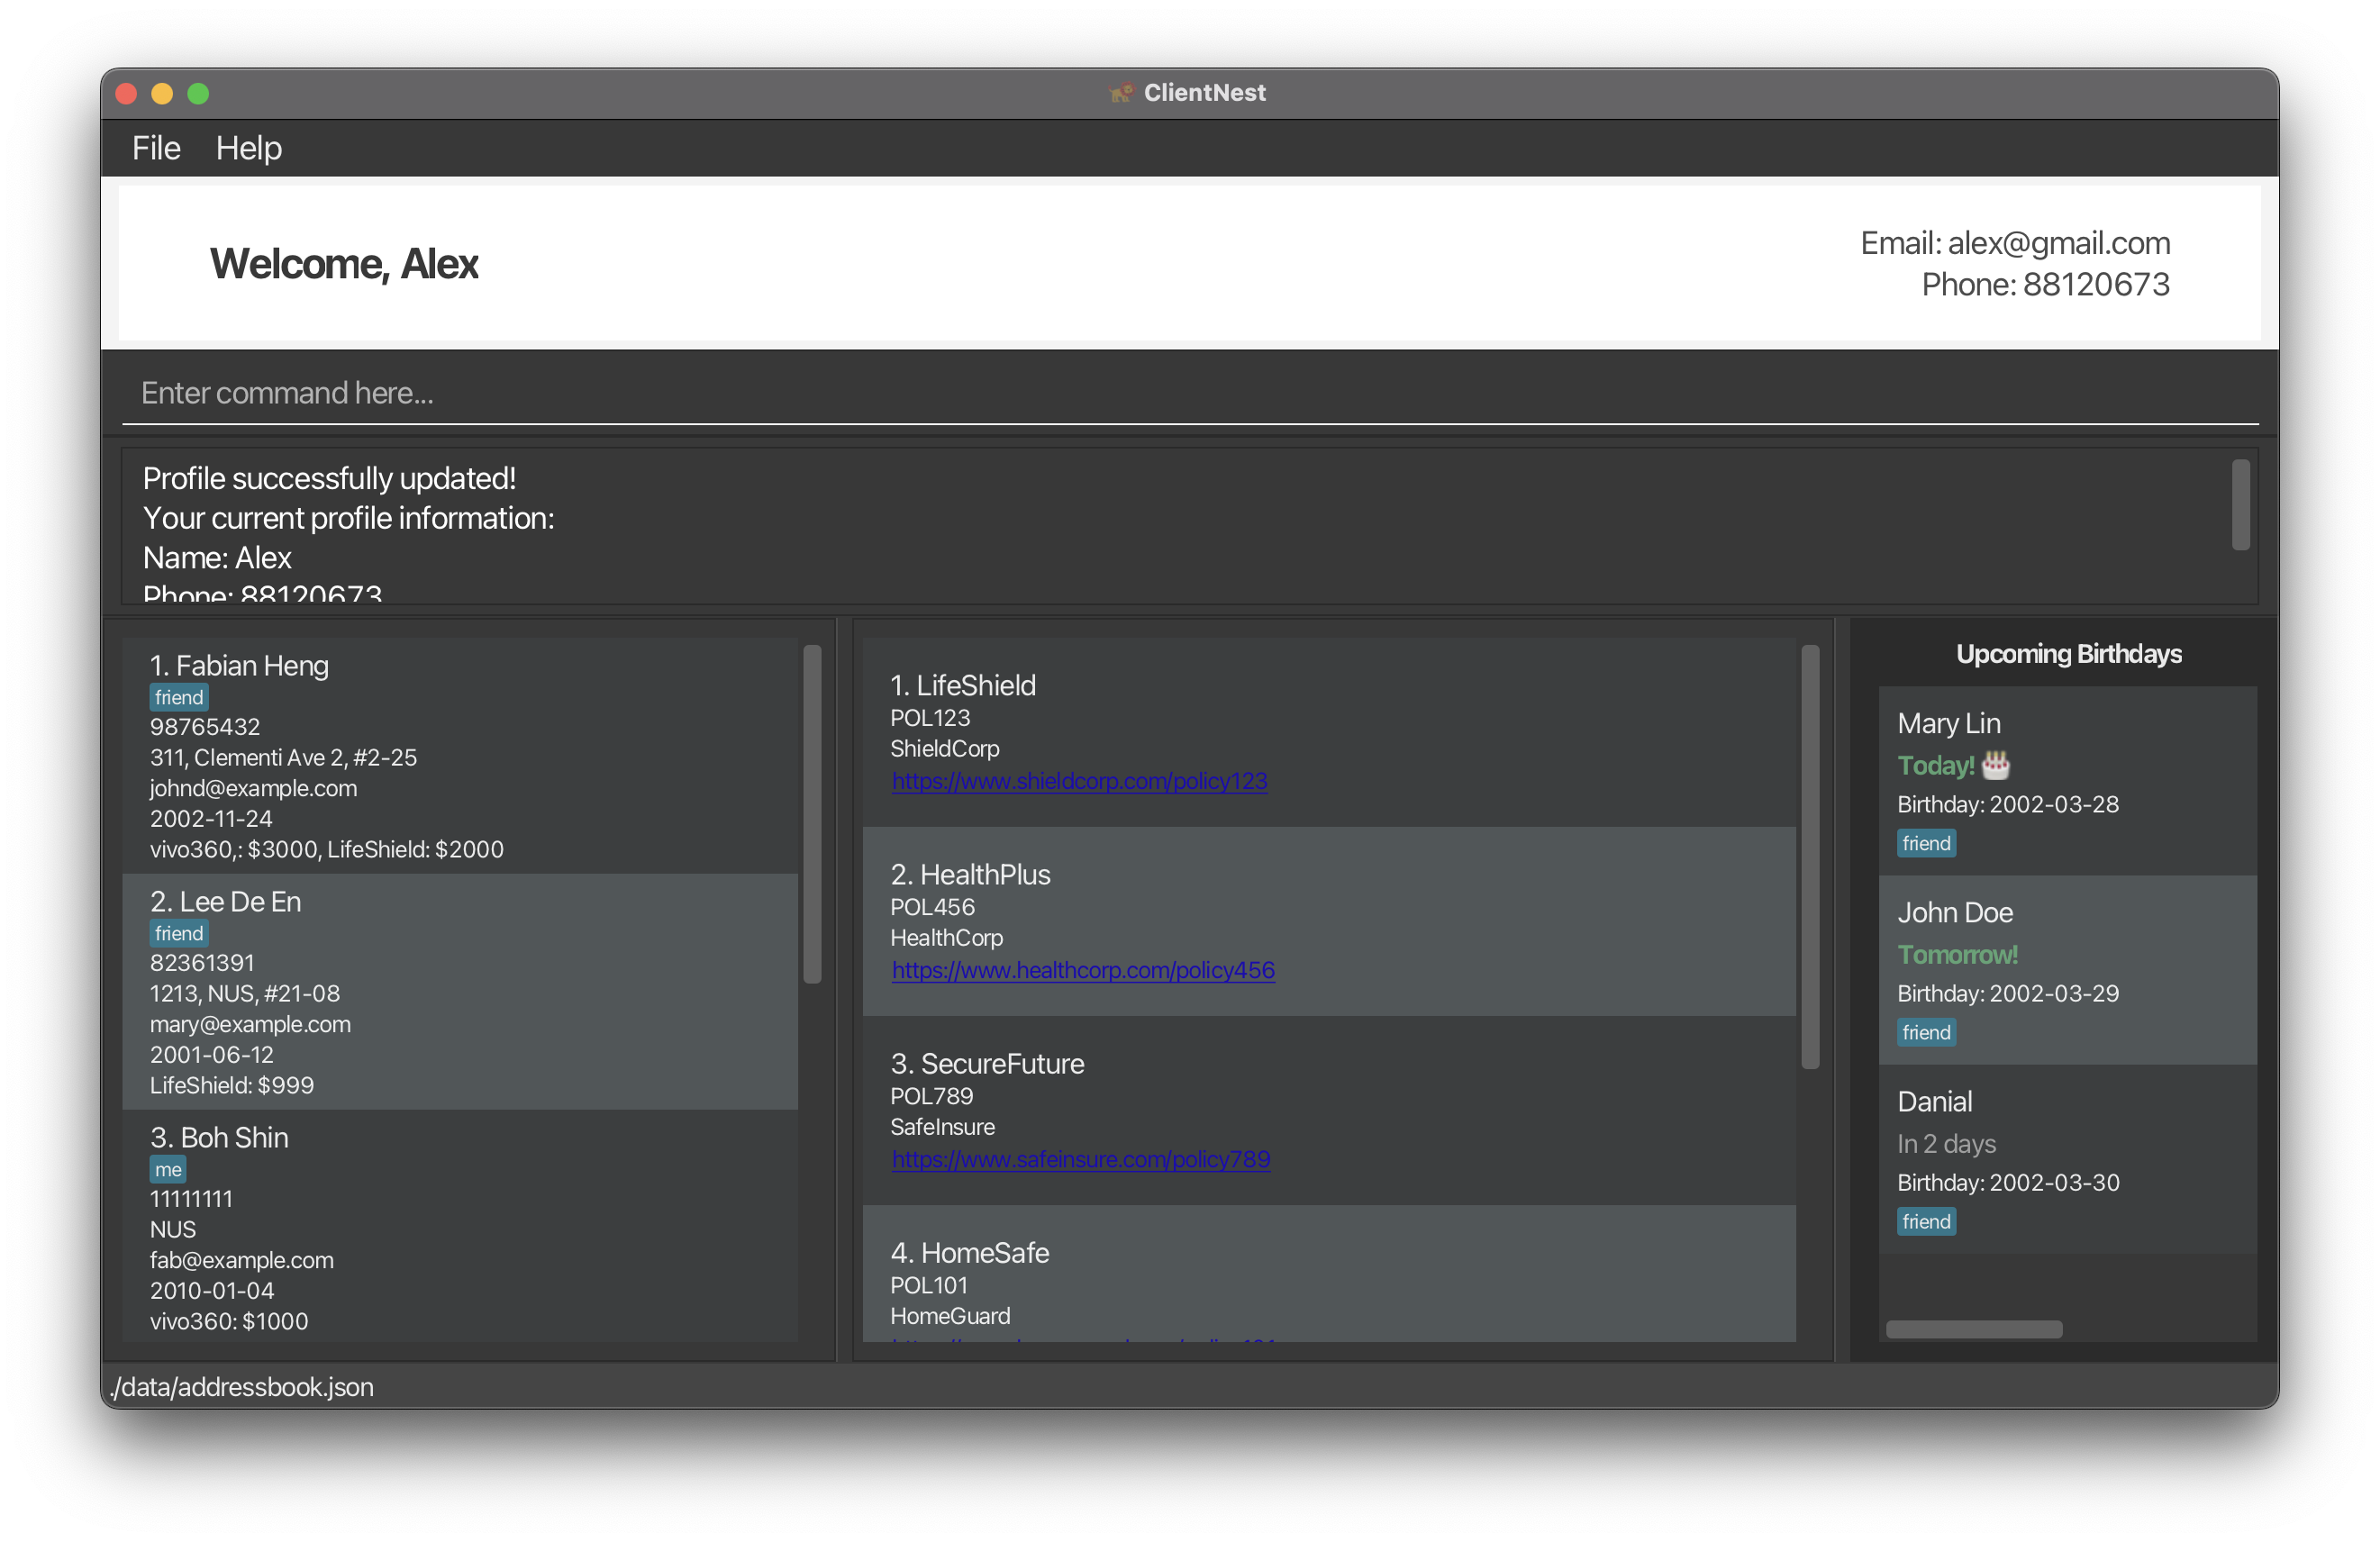 ClientNest
File Help
Welcome, Alex
Email: alex@gmail.com
Phone: 88120673
Enter command here...
Profile successfully updated!
Your current profile information:
Name: Alex
Phone: 88120673
1. Fabian Heng
friend
98765432
311, Clementi Ave 2, #2-25
johnd@example.com
2002-11-24
vivo360,: $3000, LifeShield: $2000
2. Lee De En
friend
82361391
1213, NUS, #21-08
mary@example.com
2001-06-12
LifeShield: $999
3. Boh Shin
me
11111111
NUS
fab@example.com
2010-01-04
vivo360: $1000
1. LifeShield
POL123
ShieldCorp
https://www.shieldcorp.com/policy123
2. HealthPlus
POL456
HealthCorp
https://www.healthcorp.com/policy456
3. SecureFuture
POL789
SafeInsure
https://www.safeinsure.com/policy789
4. HomeSafe
POL101
HomeGuard
Upcoming Birthdays
Mary Lin
Today! 🎂
Birthday: 2002-03-28
friend
John Doe
Tomorrow!
Birthday: 2002-03-29
friend
Danial
In 2 days
Birthday: 2002-03-30
friend
./data/addressbook.json